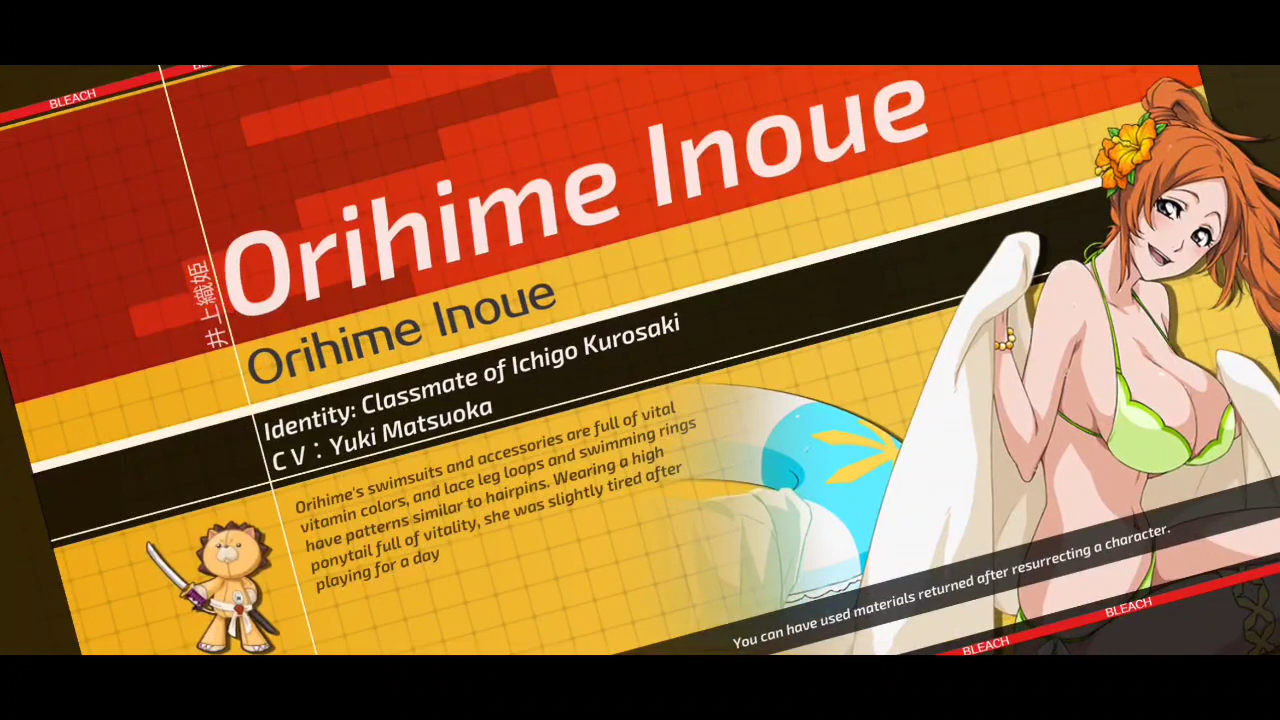 BLEACH
Orihime Inoue
井上織姫
Orihime Inoue
Identity: Classmate of Ichigo Kurosaki
CV：Yuki Matsuoka
Orihime's swimsuits and accessories are full of vital
vitamin colors, and lace leg loops and swimming rings
have patterns similar to hairpins. Wearing a high
ponytail full of vitality, she was slightly tired after
playing for a day
You can have used materials returned after resurrecting a character.
BLEACH
BLEACH